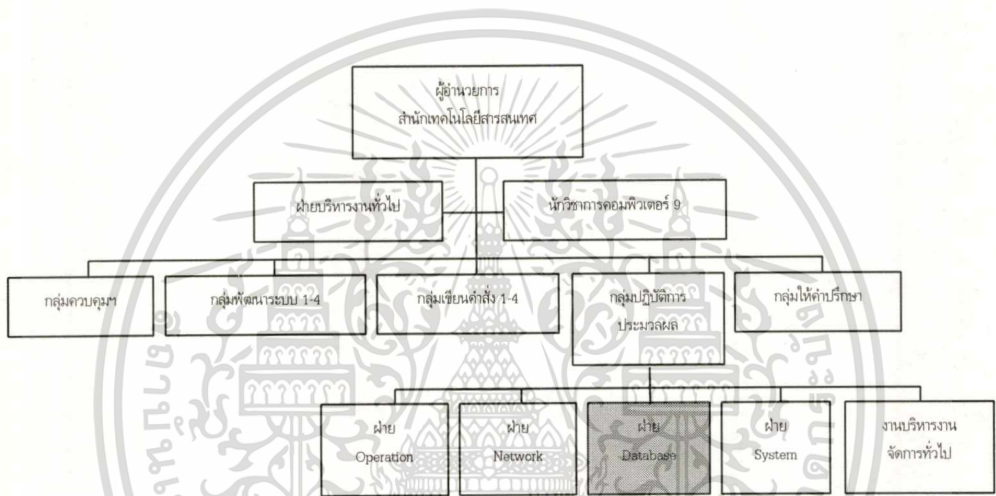 ผู้อำนวยการ
สำนักเทคโนโลยีสารสนเทศ
ฝ่ายบริหารงานทั่วไป
นักวิชาการคอมพิวเตอร์ 9
กลุ่มควบคุมฯ
กลุ่มพัฒนาระบบ 1-4
กลุ่มเขียนคำสั่ง 1-4
กลุ่มปฏิบัติการ
ประมวลผล
กลุ่มให้คำปรึกษา
ฝ่าย
Operation
ฝ่าย
Network
ฝ่าย
Database
ฝ่าย
System
งานบริหารงาน
จัดการทั่วไป